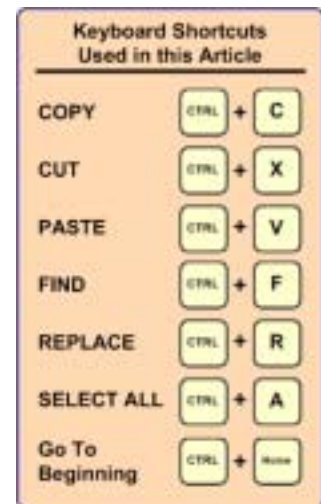 Keyboard Shortcuts
Used in this Article
COPY CTRL + C
CUT CTRL + X
PASTE CTRL + V
FIND CTRL + F
REPLACE CTRL + R
SELECT ALL CTRL + A
Go To
Beginning CTRL + Home